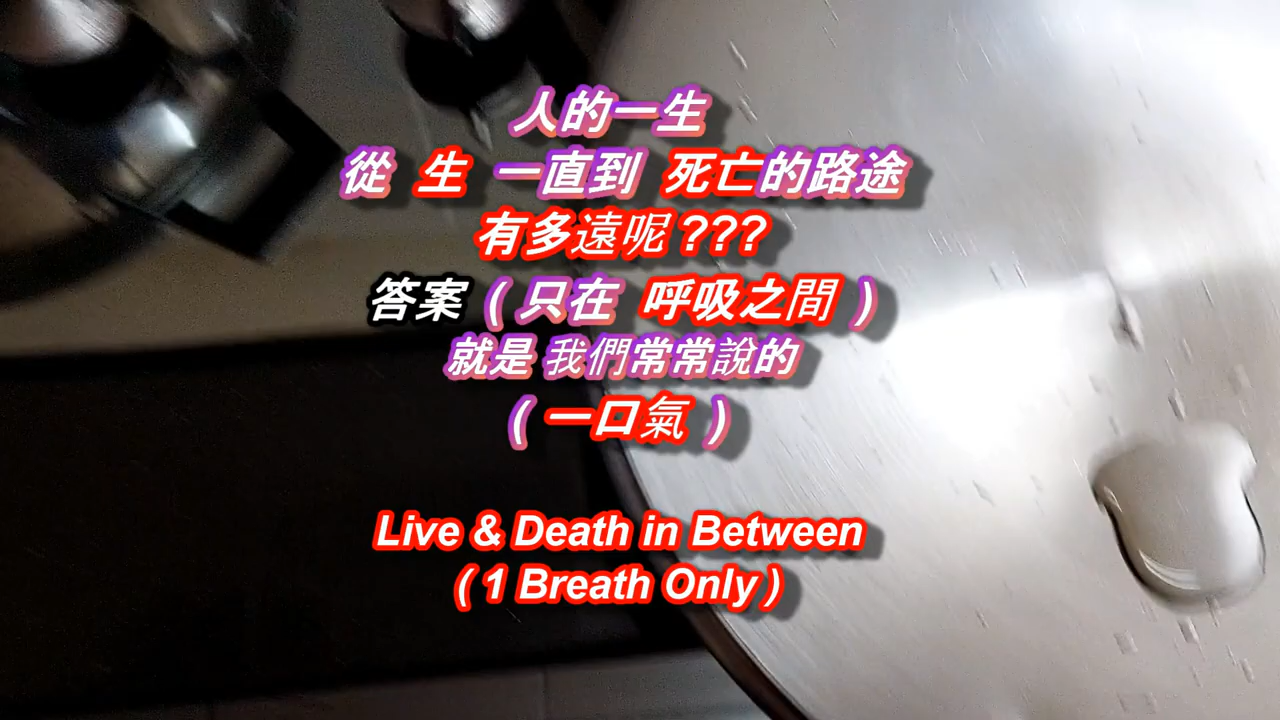 人的一生
從 生 一直到 死亡的路途
有多遠呢 ???
答案 ( 只在 呼吸之間 )
就是 我們常常說的
( 一口氣 )
Live & Death in Between
( 1 Breath Only )